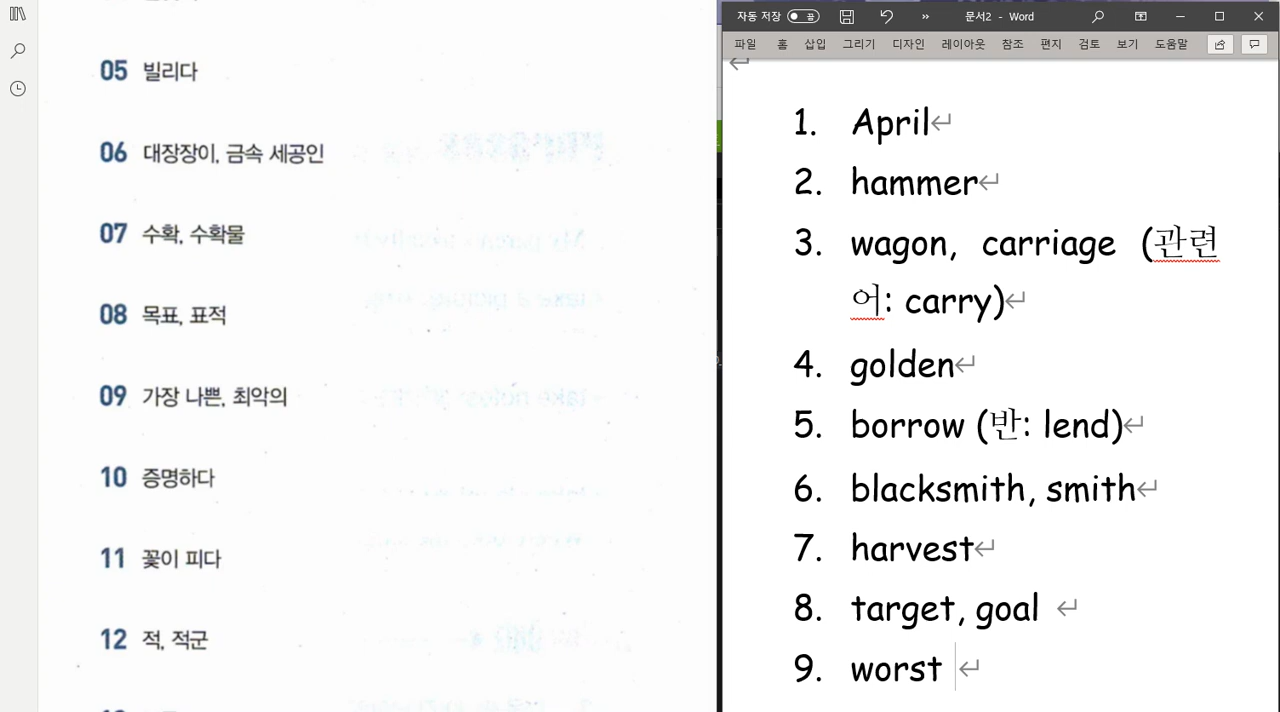 05 빌리다
06 대장장이, 금속 세공인
07 수확, 수확물
08 목표, 표적
09 가장 나쁜, 최악의
10 증명하다
11 꽃이 피다
12 적, 적군
자동 저장 끔 문서2 - Word
파일 홈 삽입 그리기 디자인 레이아웃 참조 편지 검토 보기 도움말
1. April
2. hammer
3. wagon, carriage (관련
어: carry)
4. golden
5. borrow (반: lend)
6. blacksmith, smith
7. harvest
8. target, goal
9. worst